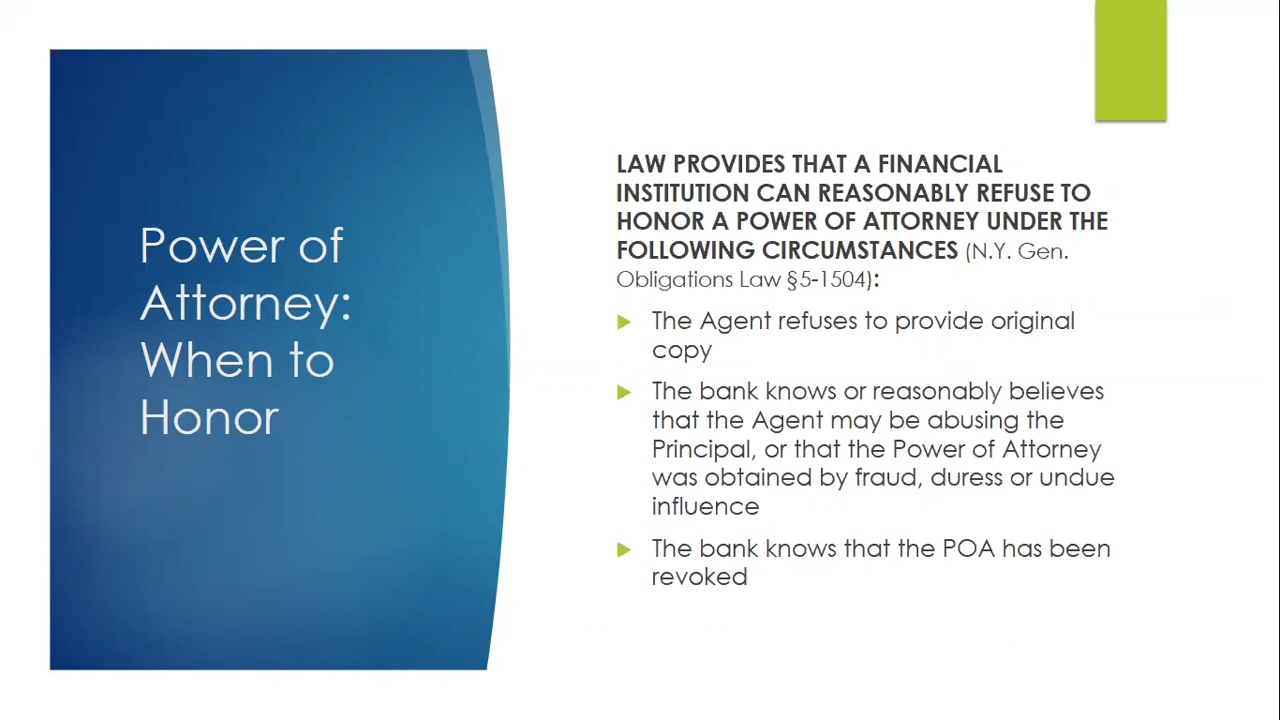 Power of
Attorney:
When to
Honor
LAW PROVIDES THAT A FINANCIAL
INSTITUTION CAN REASONABLY REFUSE TO
HONOR A POWER OF ATTORNEY UNDER THE
FOLLOWING CIRCUMSTANCES (N.Y. Gen.
Obligations Law §5-1504):
The Agent refuses to provide original
copy
The bank knows or reasonably believes
that the Agent may be abusing the
Principal, or that the Power of Attorney
was obtained by fraud, duress or undue
influence
The bank knows that the POA has been
revoked